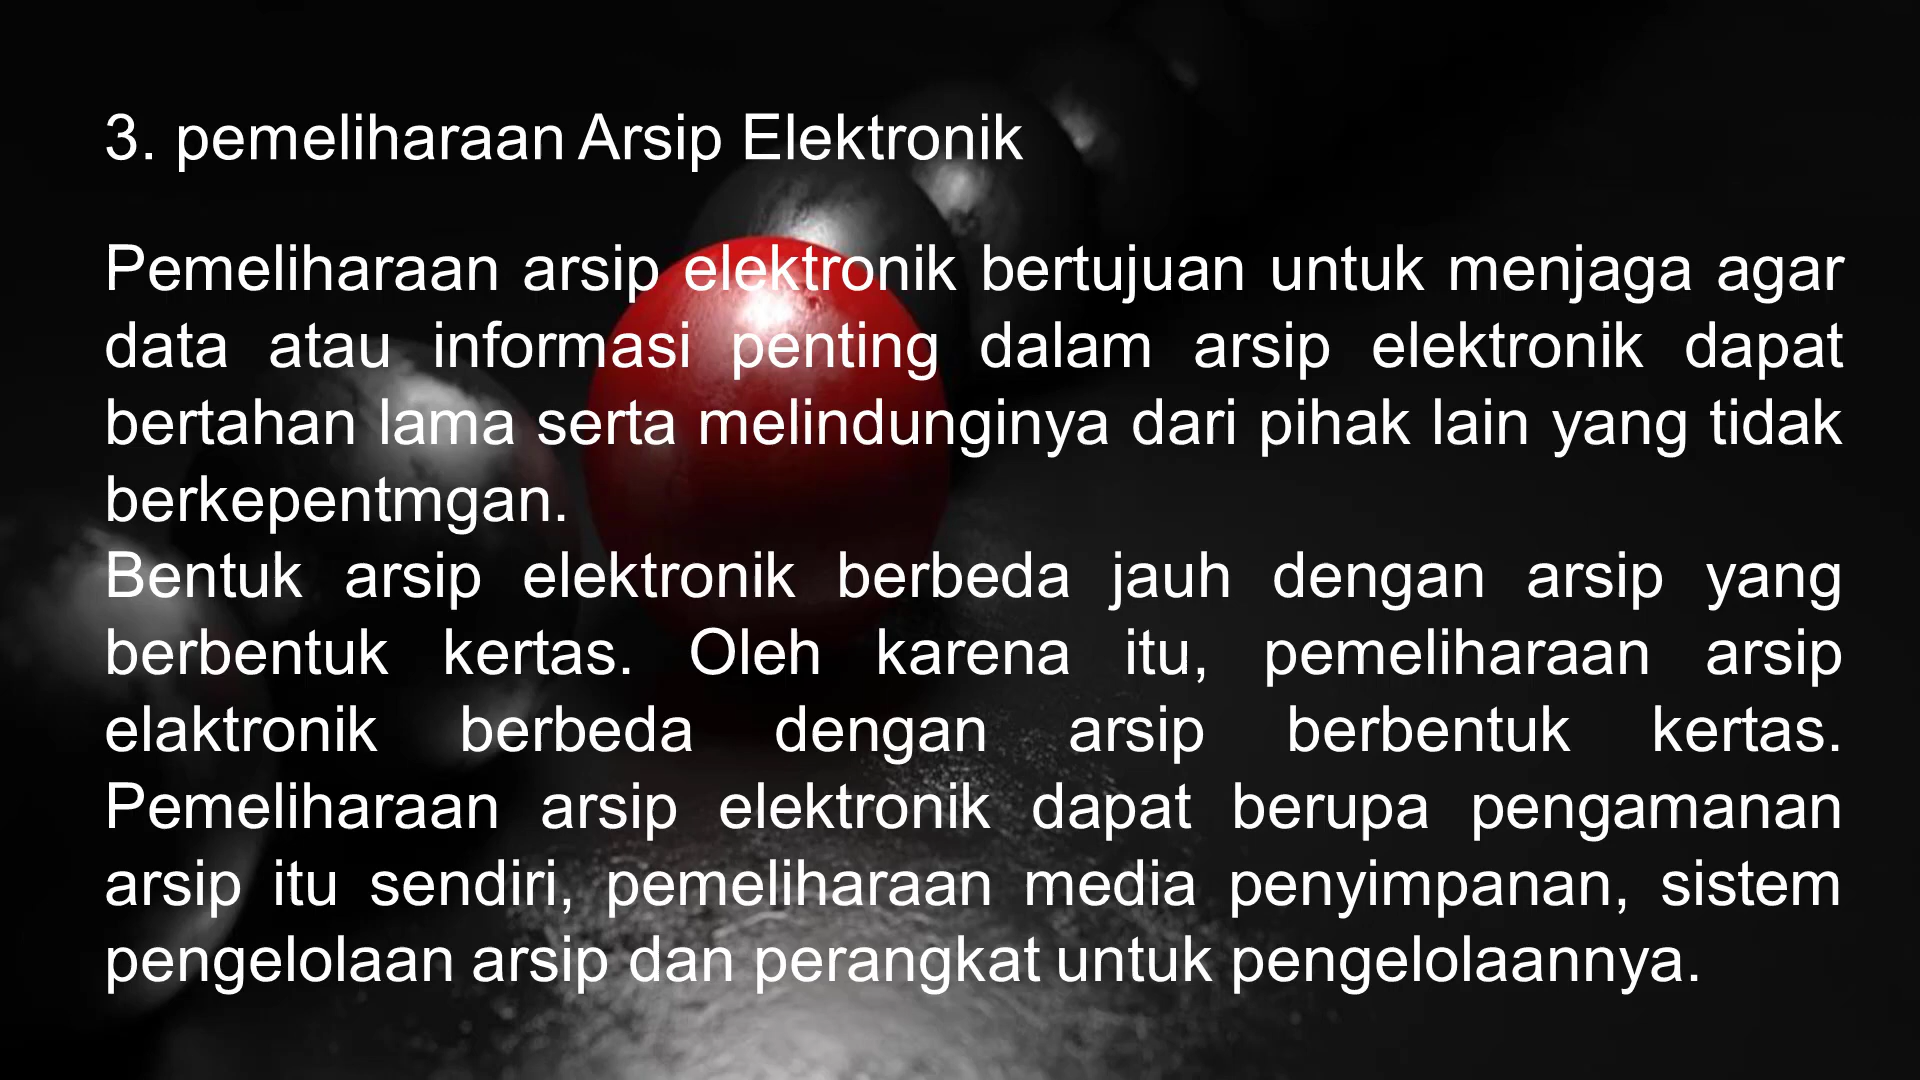 3. pemeliharaan Arsip Elektronik
Pemeliharaan arsip elektronik bertujuan untuk menjaga agar
data atau informasi penting dalam arsip elektronik dapat
bertahan lama serta melindunginya dari pihak lain yang tidak
berkepentmgan.
Bentuk arsip elektronik berbeda jauh dengan arsip yang
berbentuk kertas. Oleh karena itu, pemeliharaan arsip
elaktronik berbeda dengan arsip berbentuk kertas.
Pemeliharaan arsip elektronik dapat berupa pengamanan
arsip itu sendiri, pemeliharaan media penyimpanan, sistem
pengelolaan arsip dan perangkat untuk pengelolaannya.